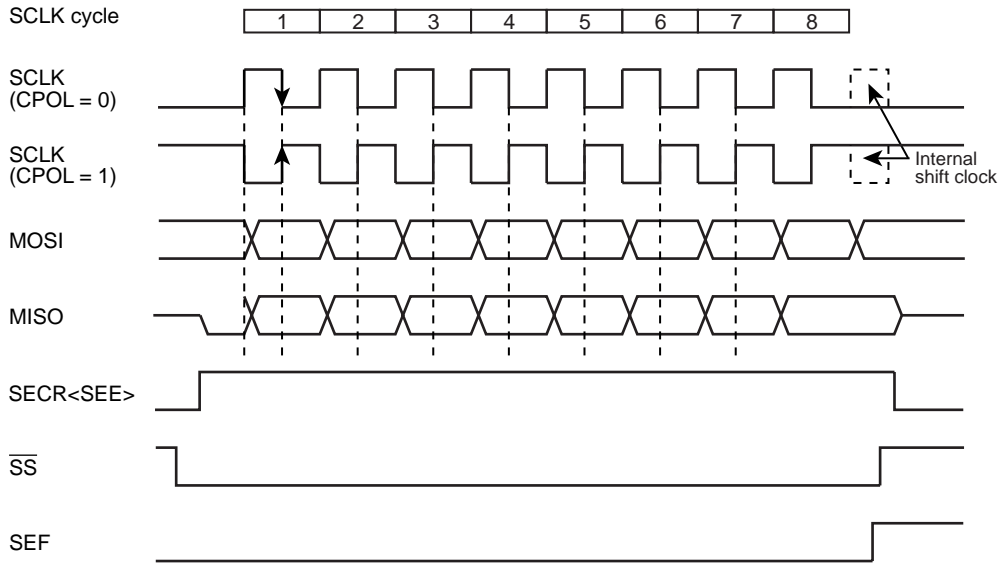 SCLK cycle
1 2 3 4 5 6 7 8
SCLK
(CPOL = 0)
SCLK
(CPOL = 1)
Internal
shift clock
MOSI
MISO
SECR<SEE>
SS
SEF